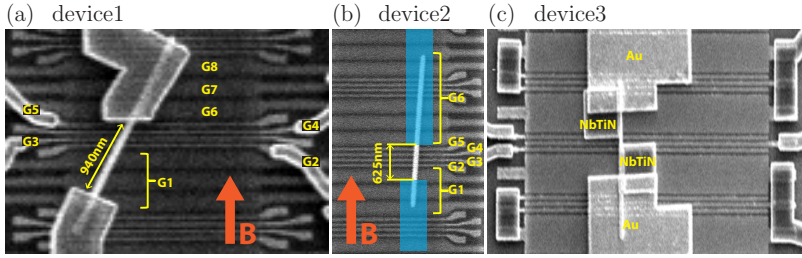 (a) device1
G8
G7
G6
G5
G4
G3
G2
940nm
G1
B
(b) device2
G6
G5
G4
G3
G2
625nm
G1
B
(c) device3
Au
NbTiN
NbTiN
Au